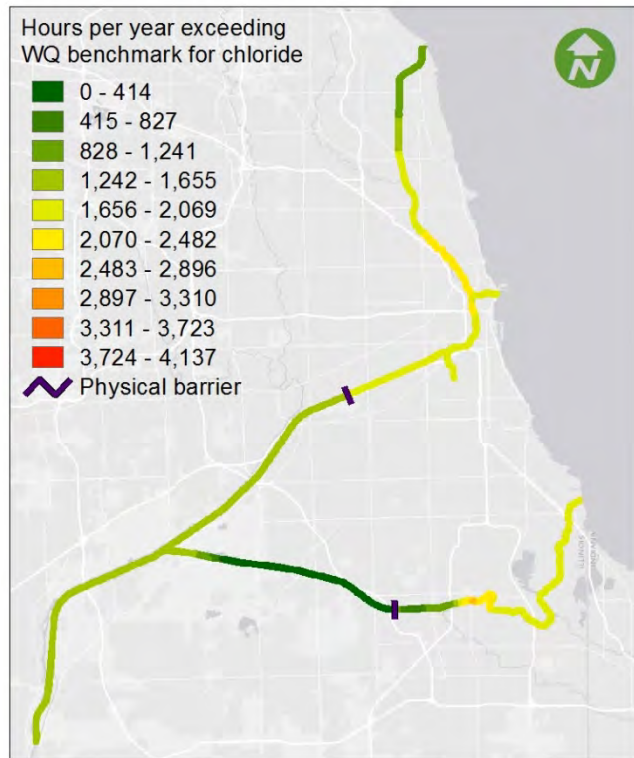 Hours per year exceeding
WQ benchmark for chloride
N
0 - 414
415 - 827
828 - 1,241
1,242 - 1,655
1,656 - 2,069
2,070 - 2,482
2,483 - 2,896
2,897 - 3,310
3,311 - 3,723
3,724 - 4,137
Physical barrier